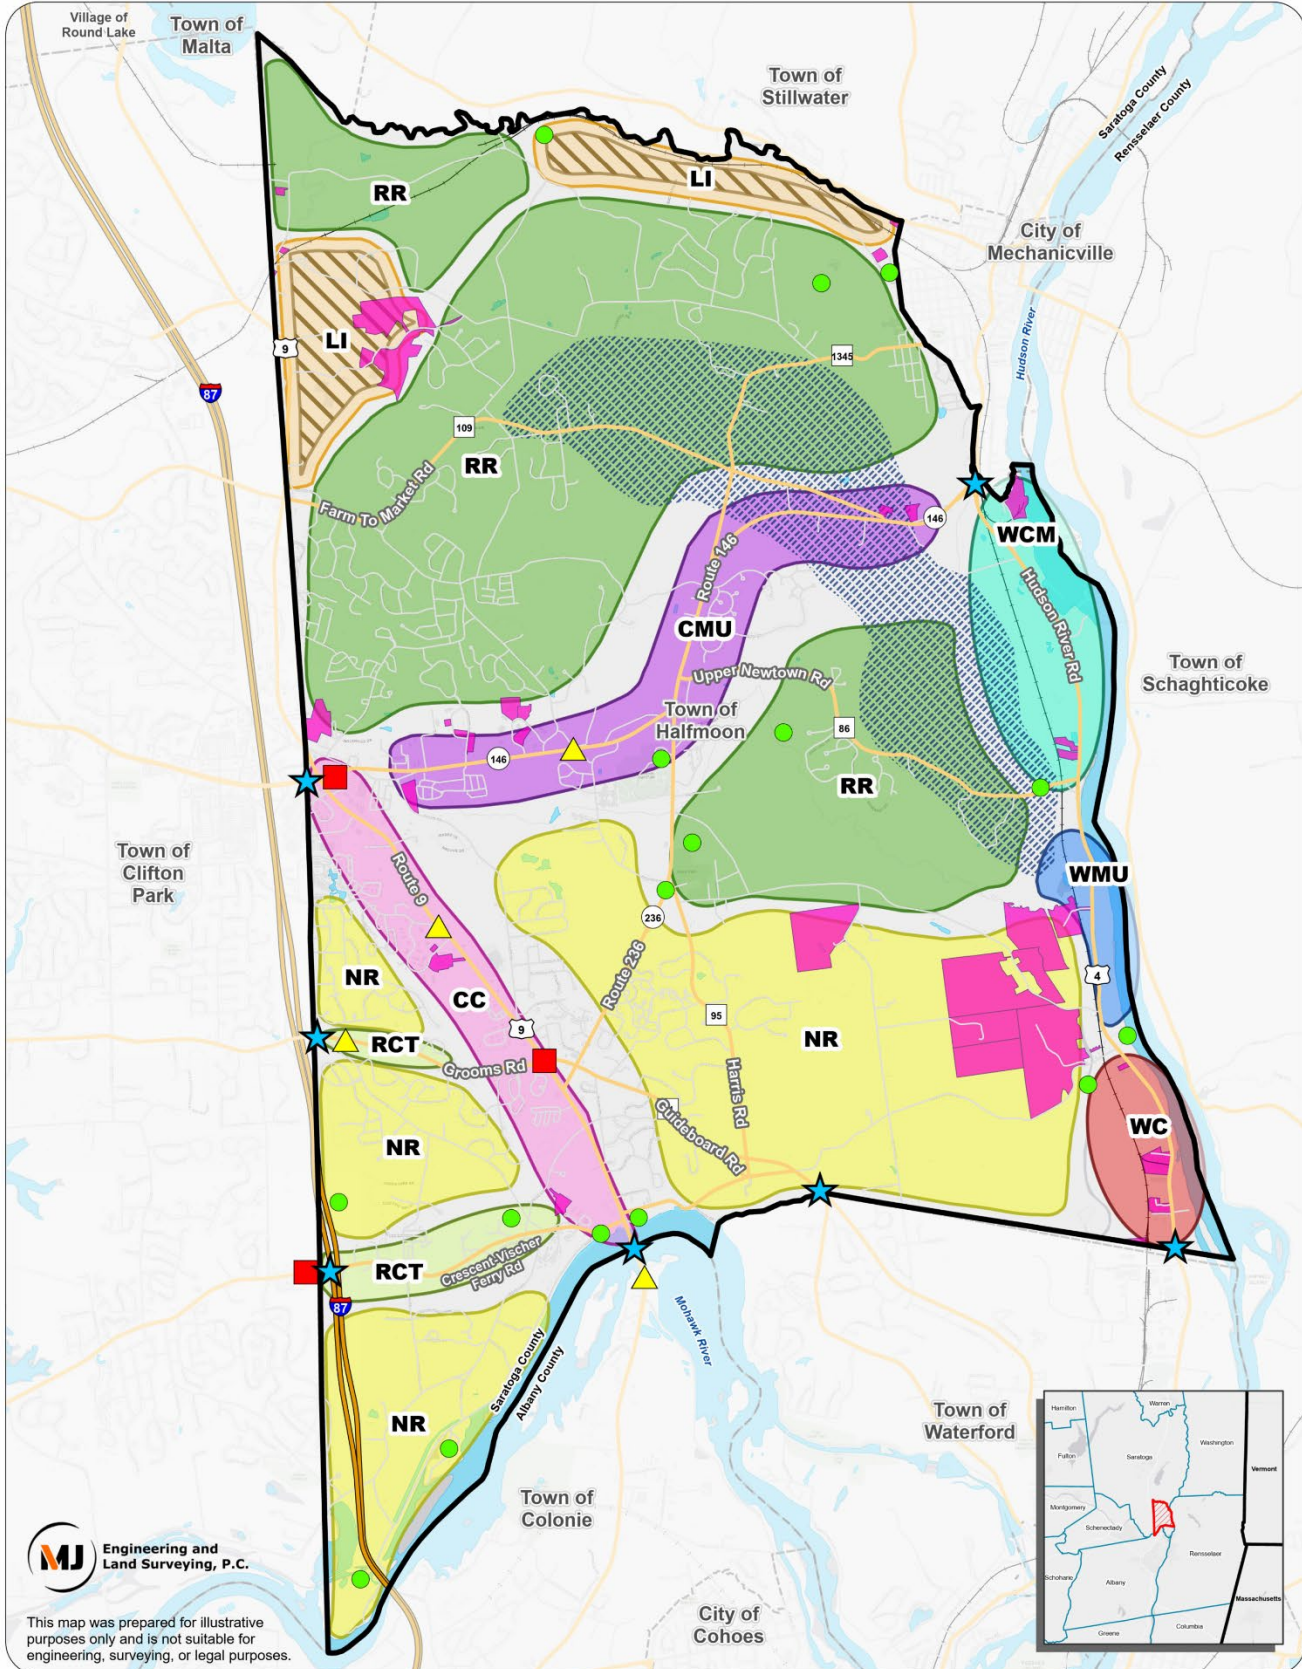 Village of
Round Lake
Town of
Malta
Town of
Stillwater
Saratoga County
Rensselaer County
RR
LI
City of
Mechanicville
Hudson River
LI
9
87
1345
109
RR
Farm To Market Rd
146
WCM
Route 146
Hudson River Rd
CMU
Upper Newtown Rd
Town of
Halfmoon
Town of
Schaghticoke
86
146
RR
Town of
Clifton
Park
Route 9
WMU
236
Route 236
NR
CC
4
9
95
RCT
NR
Grooms Rd
Harris Rd
Guideboard Rd
NR
WC
Crescent-Vischer
Ferry Rd
RCT
87
Mohawk River
Saratoga County
Albany County
NR
Town of
Waterford
Town of
Colonie
City of
Cohoes
MJ
Engineering and
Land Surveying, P.C.
This map was prepared for illustrative
purposes only and is not suitable for
engineering, surveying, or legal purposes.
Hamilton
Warren
Washington
Fulton
Saratoga
Vermont
Montgomery
Schenectady
Rensselaer
Schoharie
Albany
Massachusetts
Greene
Columbia